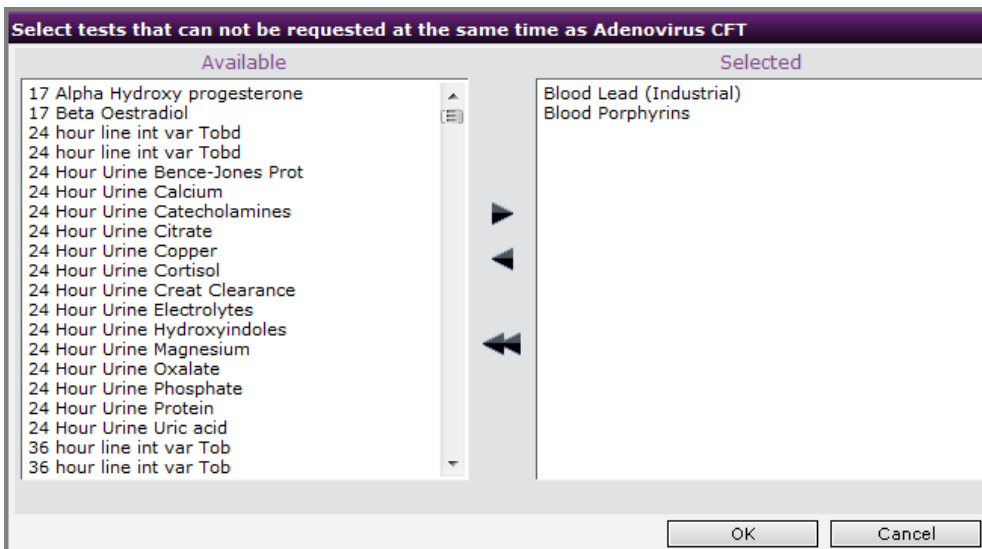 Select tests that can not be requested at the same time as Adenovirus CFT
Available
17 Alpha Hydroxy progesterone
17 Beta Oestradiol
24 hour line int var Tobd
24 hour line int var Tobd
24 Hour Urine Bence-Jones Prot
24 Hour Urine Calcium
24 Hour Urine Catecholamines
24 Hour Urine Citrate
24 Hour Urine Copper
24 Hour Urine Cortisol
24 Hour Urine Creat Clearance
24 Hour Urine Electrolytes
24 Hour Urine Hydroxyindoles
24 Hour Urine Magnesium
24 Hour Urine Oxalate
24 Hour Urine Phosphate
24 Hour Urine Protein
24 Hour Urine Uric acid
36 hour line int var Tob
36 hour line int var Tob
Selected
Blood Lead (Industrial)
Blood Porphyrins
OK
Cancel